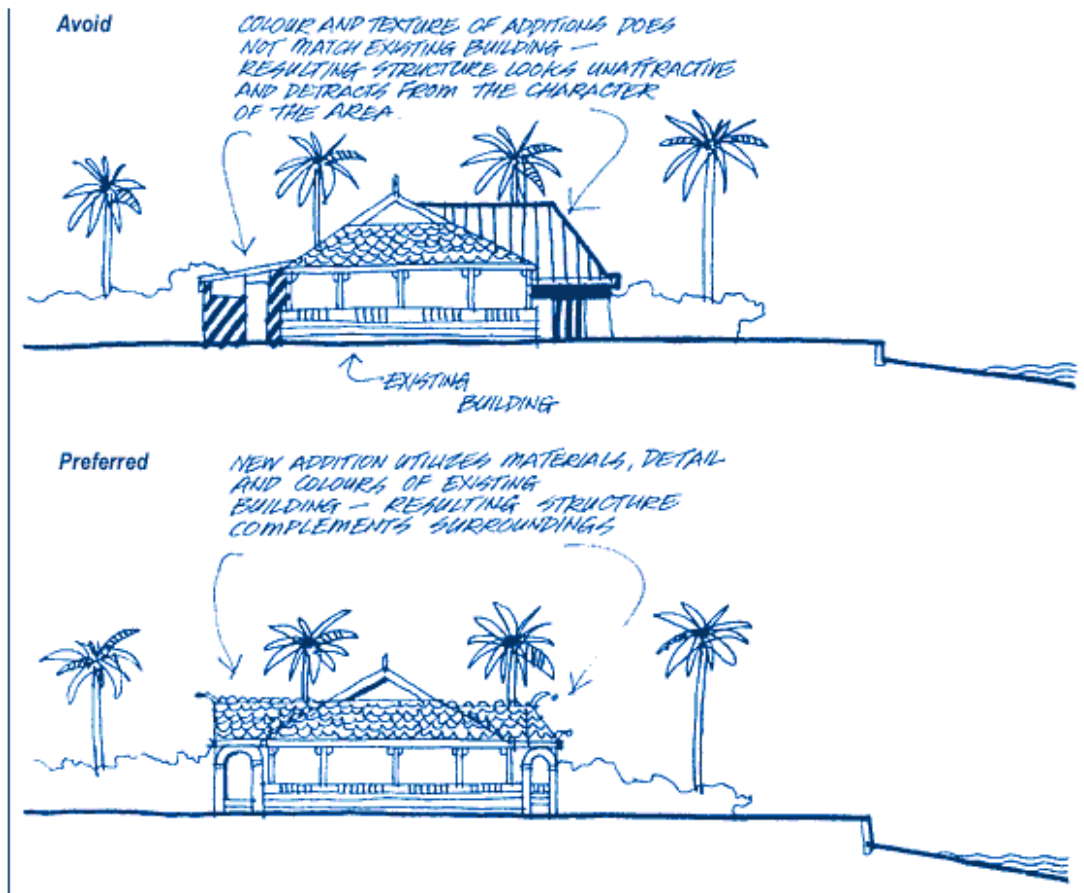 Avoid
COLOUR AND TEXTURE OF ADDITIONS DOES
NOT MATCH EXISTING BUILDING —
RESULTING STRUCTURE LOOKS UNATTRACTIVE
AND DETRACTS FROM THE CHARACTER
OF THE AREA.
EXISTING
BUILDING
Preferred
NEW ADDITION UTILIZES MATERIALS, DETAIL
AND COLOURS OF EXISTING
BUILDING — RESULTING STRUCTURE
COMPLEMENTS SURROUNDINGS